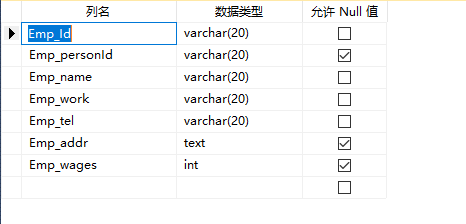 列名 数据类型 允许 Null 值
Emp_Id varchar(20)
Emp_personId varchar(20)
Emp_name varchar(20)
Emp_work varchar(20)
Emp_tel varchar(20)
Emp_addr text
Emp_wages int